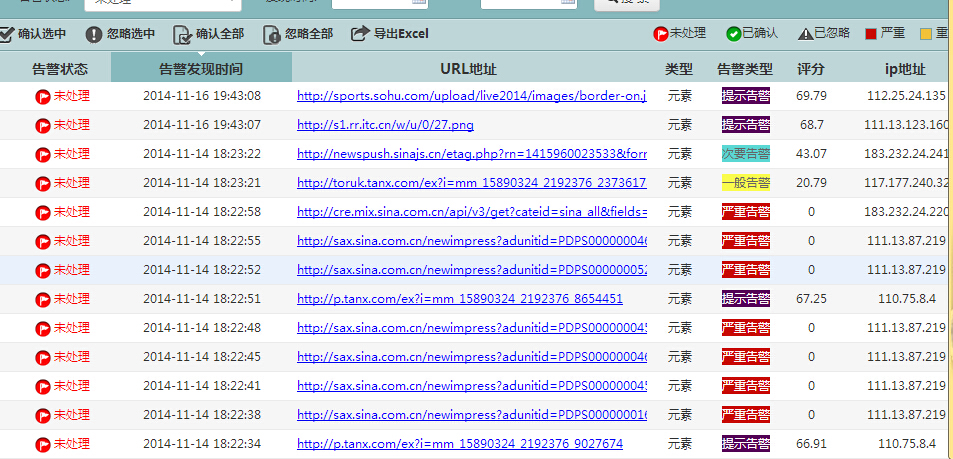 未处理
搜索
确认选中 忽略选中 确认全部 忽略全部 导出Excel 未处理 已确认 已忽略 严重 重
告警状态 告警发现时间 URL地址 类型 告警类型 评分 ip地址
未处理 2014-11-16 19:43:08 http://sports.sohu.com/upload/live2014/images/border-on.j 元素 提示告警 69.79 112.25.24.135
未处理 2014-11-16 19:43:07 http://s1.rr.itc.cn/w/u/0/27.png 元素 提示告警 68.7 111.13.123.160
未处理 2014-11-14 18:23:22 http://newspush.sinajs.cn/etag.php?rn=1415960023533&forr 元素 次要告警 43.07 183.232.24.241
未处理 2014-11-14 18:23:21 http://toruk.tanx.com/ex?i=mm_15890324_2192376_2373617 元素 一般告警 20.79 117.177.240.32
未处理 2014-11-14 18:22:58 http://cre.mix.sina.com.cn/api/v3/get?cateid=sina_all&fields= 元素 严重告警 0 183.232.24.220
未处理 2014-11-14 18:22:55 http://sax.sina.com.cn/newimpress?adunitid=PDPS00000004 元素 严重告警 0 111.13.87.219
未处理 2014-11-14 18:22:52 http://sax.sina.com.cn/newimpress?adunitid=PDPS000000052 元素 严重告警 0 111.13.87.219
未处理 2014-11-14 18:22:51 http://p.tanx.com/ex?i=mm_15890324_2192376_8654451 元素 提示告警 67.25 110.75.8.4
未处理 2014-11-14 18:22:48 http://sax.sina.com.cn/newimpress?adunitid=PDPS000000045 元素 严重告警 0 111.13.87.219
未处理 2014-11-14 18:22:45 http://sax.sina.com.cn/newimpress?adunitid=PDPS000000046 元素 严重告警 0 111.13.87.219
未处理 2014-11-14 18:22:41 http://sax.sina.com.cn/newimpress?adunitid=PDPS000000045 元素 严重告警 0 111.13.87.219
未处理 2014-11-14 18:22:38 http://sax.sina.com.cn/newimpress?adunitid=PDPS000000016 元素 严重告警 0 111.13.87.219
未处理 2014-11-14 18:22:34 http://p.tanx.com/ex?i=mm_15890324_2192376_9027674 元素 提示告警 66.91 110.75.8.4